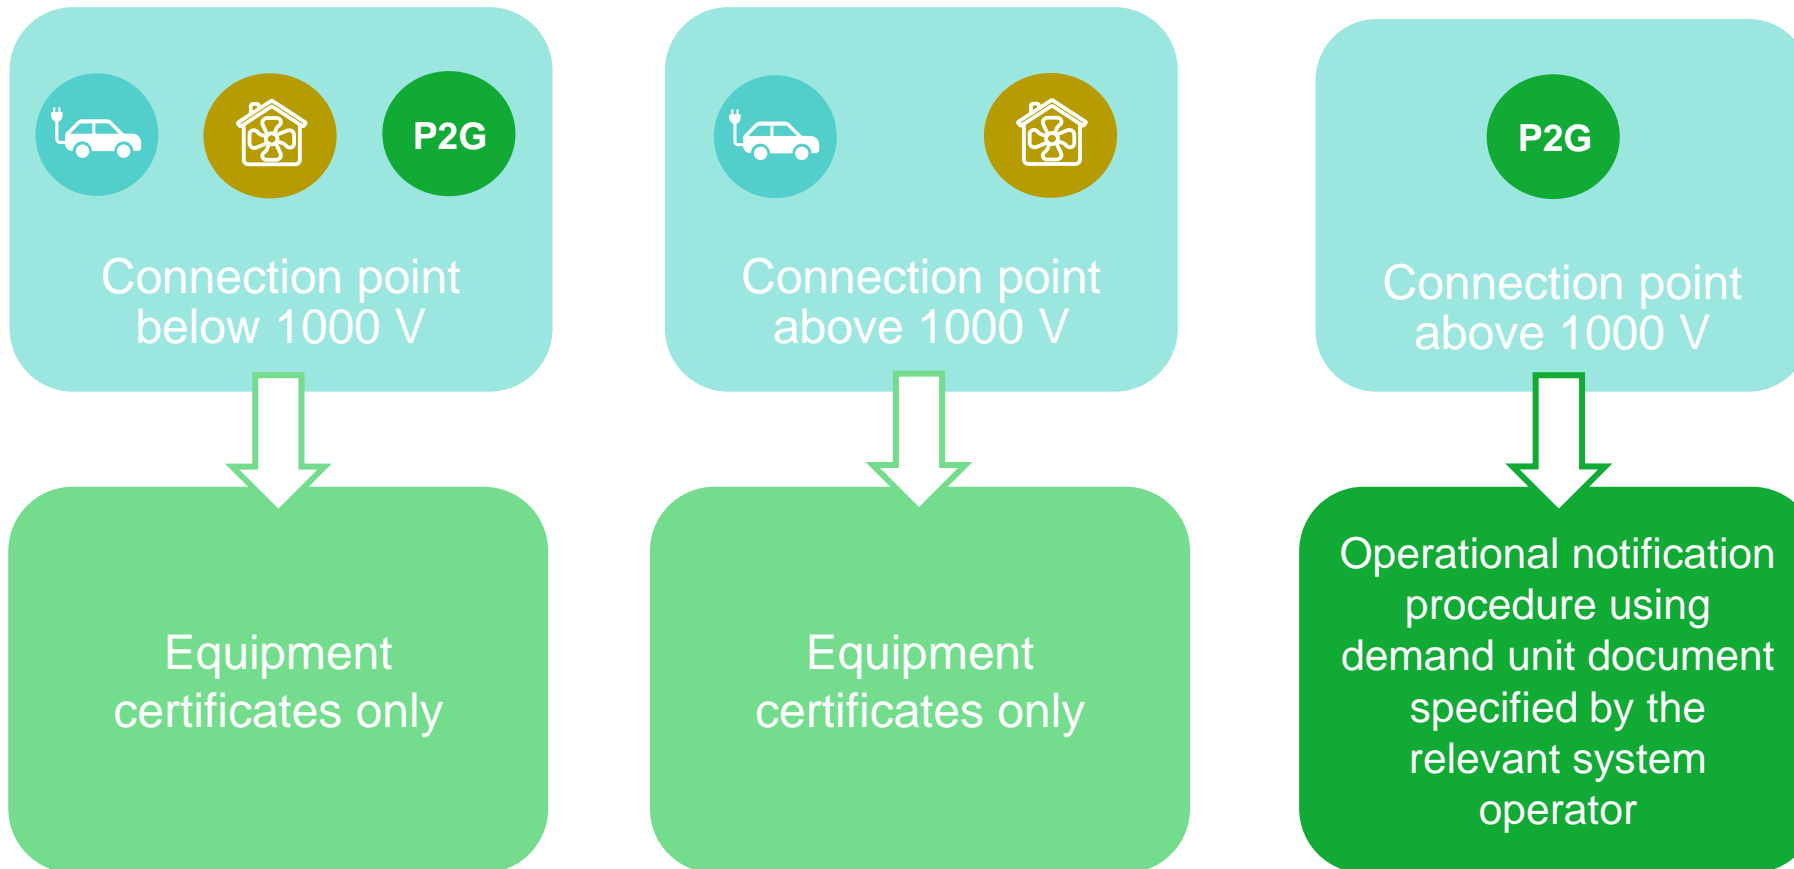 P2G
Connection point
below 1000 V
Equipment
certificates only
Connection point
above 1000 V
Equipment
certificates only
P2G
Connection point
above 1000 V
Operational notification
procedure using
demand unit document
specified by the
relevant system
operator